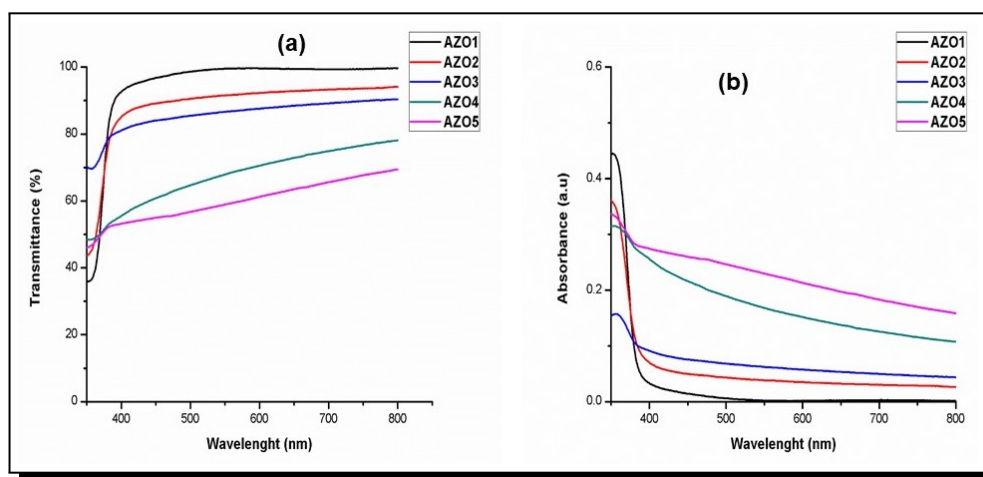 (a)
AZO1
AZO2
AZO3
AZO4
AZO5
100
80
60
40
20
0
Transmittance (%)
400
500
600
700
800
Wavelenght (nm)
(b)
AZO1
AZO2
AZO3
AZO4
AZO5
0.6
0.4
0.2
0.0
Absorbance (a.u)
400
500
600
700
800
Wavelenght (nm)